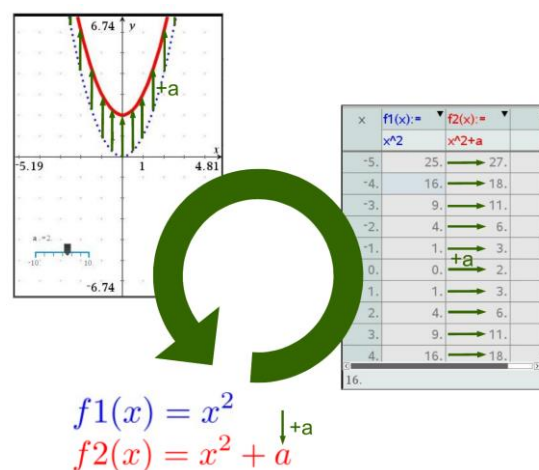 6.74
y
+a
x
-5.19
1
4.81
a.=2.
-10
10
-6.74
x f1(x):= ▼ f2(x):= ▼
x^2 x^2+a
-5. 25. 27.
-4. 16. 18.
-3. 9. 11.
-2. 4. 6.
-1. 1. 3.
+a
0. 0. 2.
1. 1. 3.
2. 4. 6.
3. 9. 11.
4. 16. 18.
16.
f1(x) = x^2
+a
f2(x) = x^2 + a